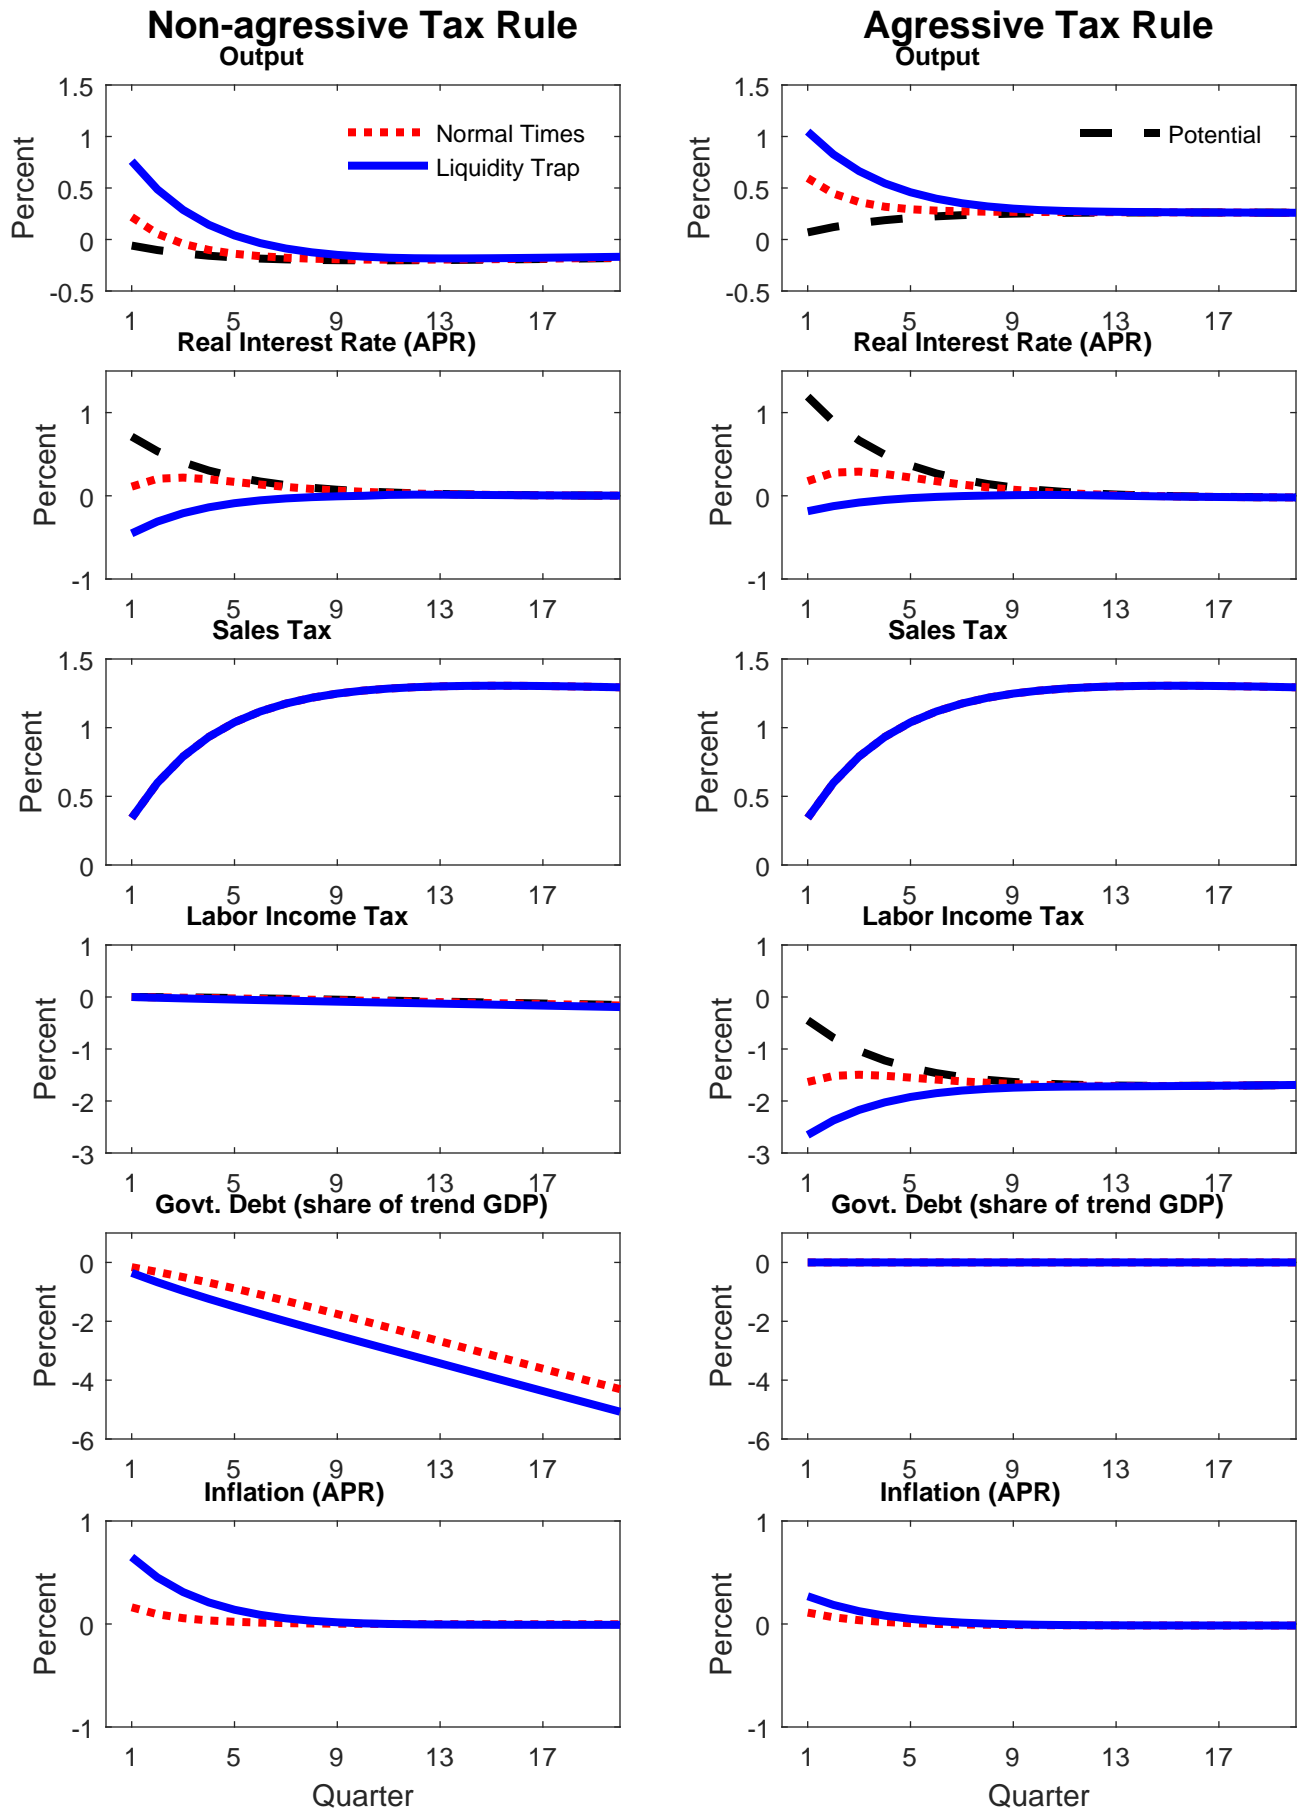 Non-agressive Tax Rule
Agressive Tax Rule
Output
1.5
1
0.5
0
-0.5
Percent
Normal Times
Liquidity Trap
1 5 9 13 17
Output
1.5
1
0.5
0
-0.5
Percent
Potential
1 5 9 13 17
Real Interest Rate (APR)
1
0
-1
Percent
1 5 9 13 17
Real Interest Rate (APR)
1
0
-1
Percent
1 5 9 13 17
Sales Tax
1.5
1
0.5
0
Percent
1 5 9 13 17
Sales Tax
1.5
1
0.5
0
Percent
1 5 9 13 17
Labor Income Tax
1
0
-1
-2
-3
Percent
1 5 9 13 17
Labor Income Tax
1
0
-1
-2
-3
Percent
1 5 9 13 17
Govt. Debt (share of trend GDP)
0
-2
-4
-6
Percent
1 5 9 13 17
Govt. Debt (share of trend GDP)
0
-2
-4
-6
Percent
1 5 9 13 17
Inflation (APR)
1
0
-1
Percent
1 5 9 13 17
Quarter
Inflation (APR)
1
0
-1
Percent
1 5 9 13 17
Quarter